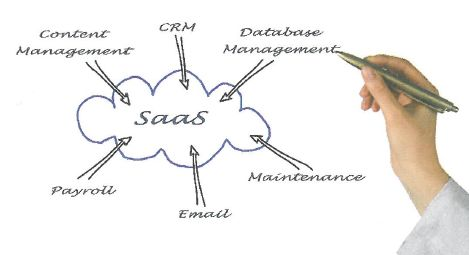 Content
Management
CRM
Database
Management
SaaS
Payroll
Email
Maintenance